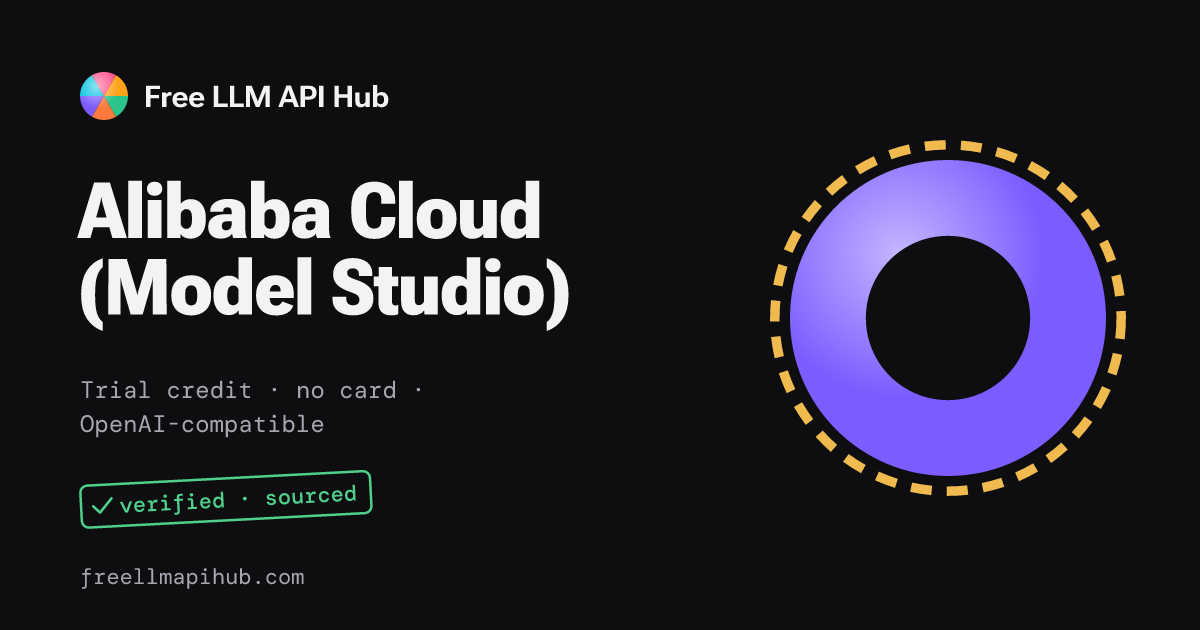 Free LLM API Hub
Alibaba Cloud
(Model Studio)
Trial credit · no card ·
OpenAI-compatible
verified · sourced
freellmapihub.com